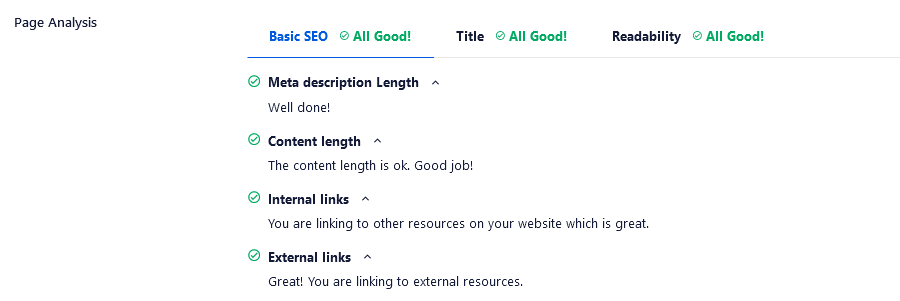 Page Analysis
Basic SEO All Good! Title All Good! Readability All Good!
Meta description Length
Well done!
Content length
The content length is ok. Good job!
Internal links
You are linking to other resources on your website which is great.
External links
Great! You are linking to external resources.